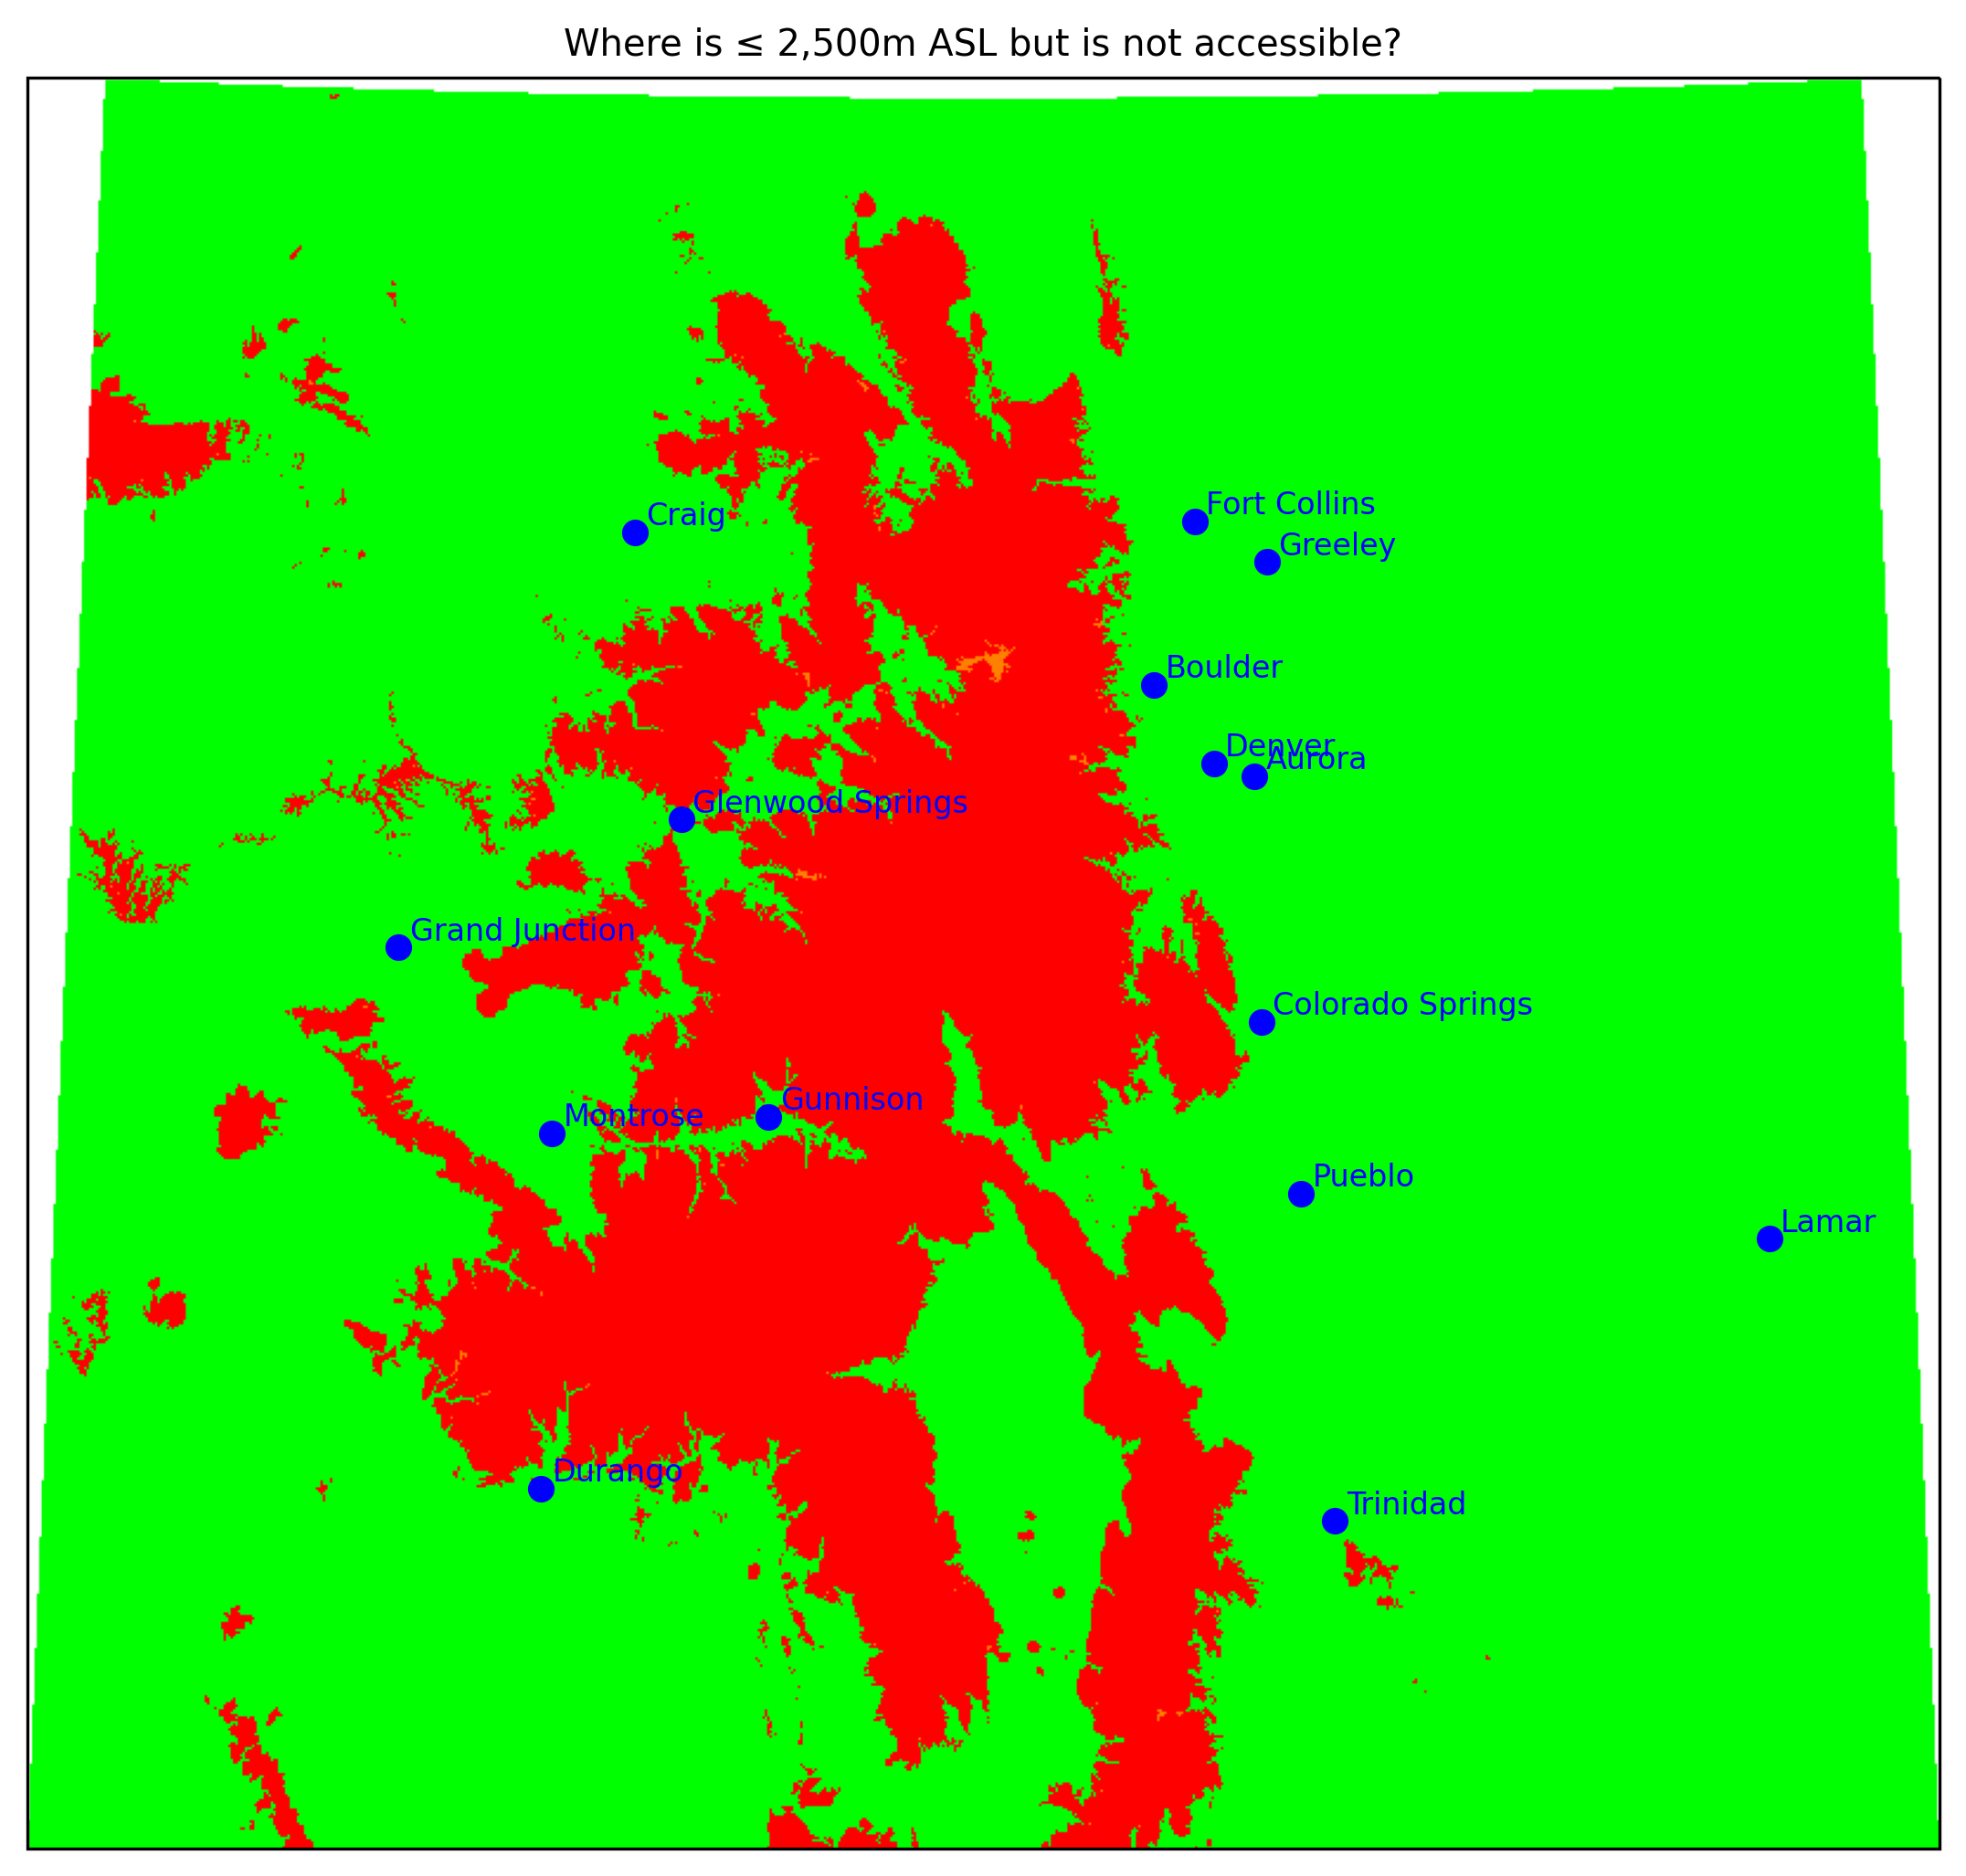 Where is ≤ 2,500m ASL but is not accessible?
Fort Collins
Craig
Greeley
Boulder
Denver
Aurora
Glenwood Springs
Grand Junction
Colorado Springs
Gunnison
Montrose
Pueblo
Lamar
Durango
Trinidad